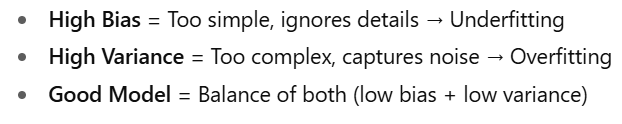 • High Bias = Too simple, ignores details → Underfitting
• High Variance = Too complex, captures noise → Overfitting
• Good Model = Balance of both (low bias + low variance)